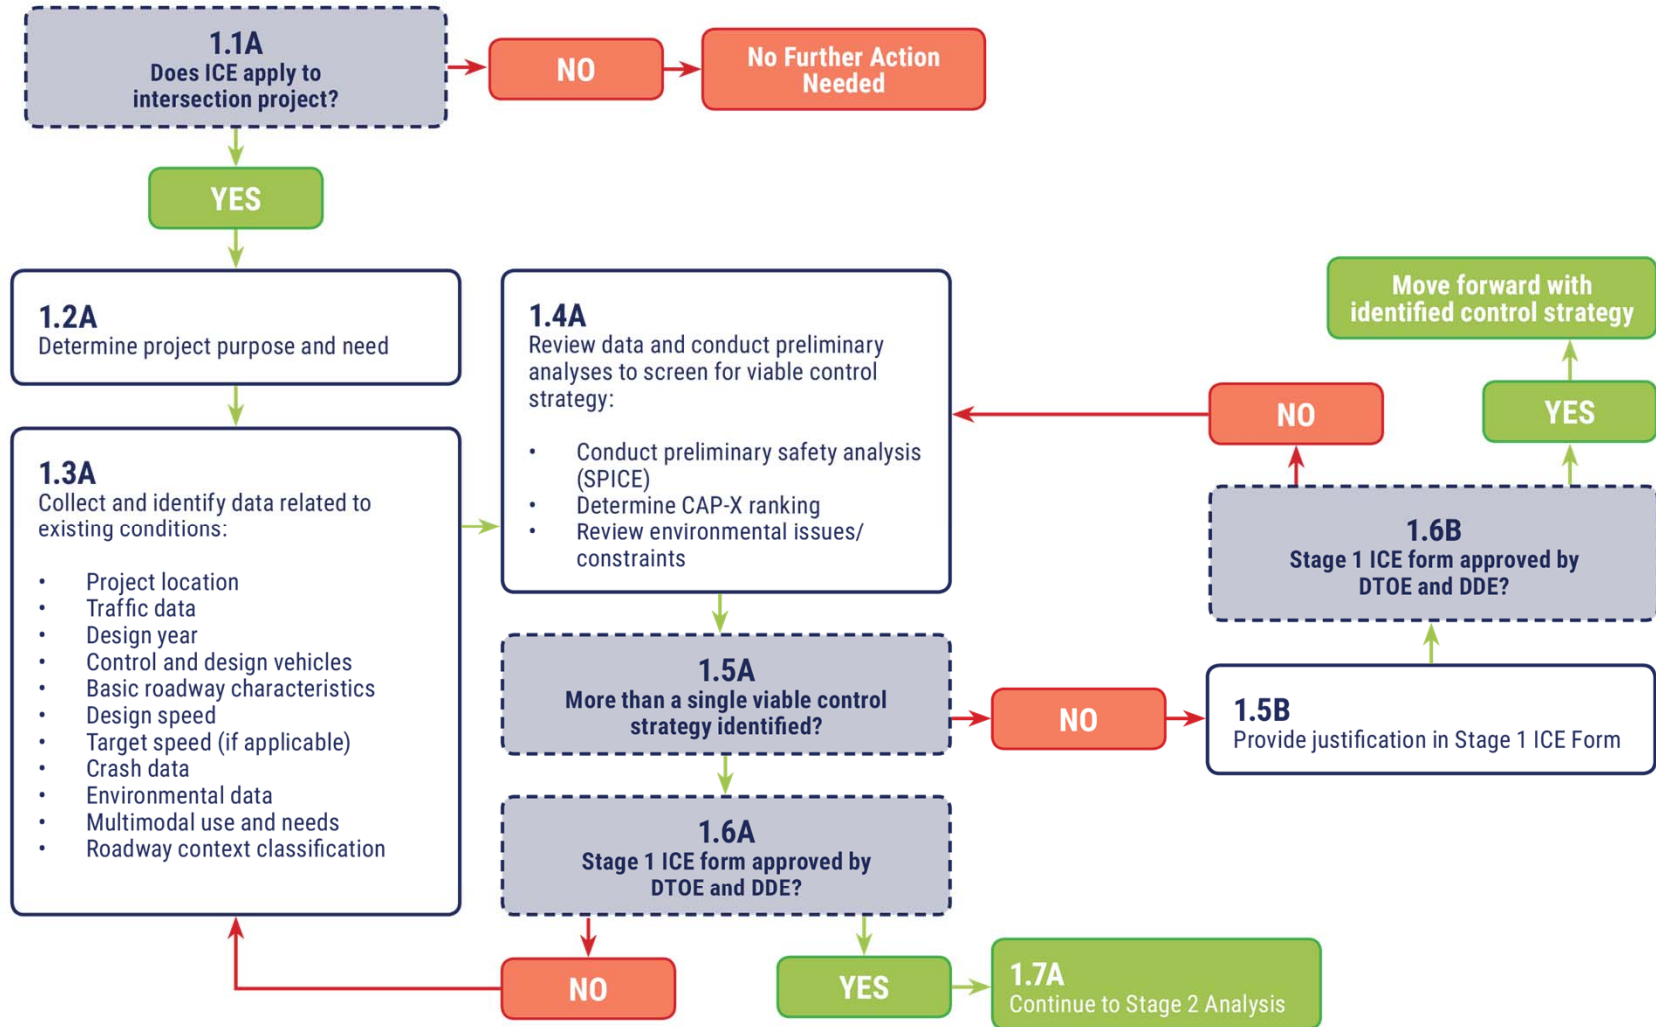 1.1A
Does ICE apply to
intersection project?
NO
No Further Action
Needed
YES
1.2A
Determine project purpose and need
1.3A
Collect and identify data related to
existing conditions:
• Project location
• Traffic data
• Design year
• Control and design vehicles
• Basic roadway characteristics
• Design speed
• Target speed (if applicable)
• Crash data
• Environmental data
• Multimodal use and needs
• Roadway context classification
1.4A
Review data and conduct preliminary
analyses to screen for viable control
strategy:
• Conduct preliminary safety analysis
(SPICE)
• Determine CAP-X ranking
• Review environmental issues/
constraints
1.5A
More than a single viable control
strategy identified?
NO
1.5B
Provide justification in Stage 1 ICE Form
1.6B
Stage 1 ICE form approved by
DTOE and DDE?
NO
YES
Move forward with
identified control strategy
1.6A
Stage 1 ICE form approved by
DTOE and DDE?
NO
YES
1.7A
Continue to Stage 2 Analysis